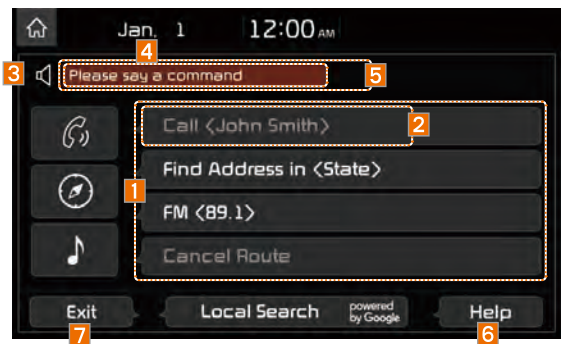 Jan. 1 12:00 AM
4
3 Please say a command 5
Call <John Smith> 2
Find Address in <State>
1
FM <89.1>
Cancel Route
Exit Local Search powered by Google Help
7 6